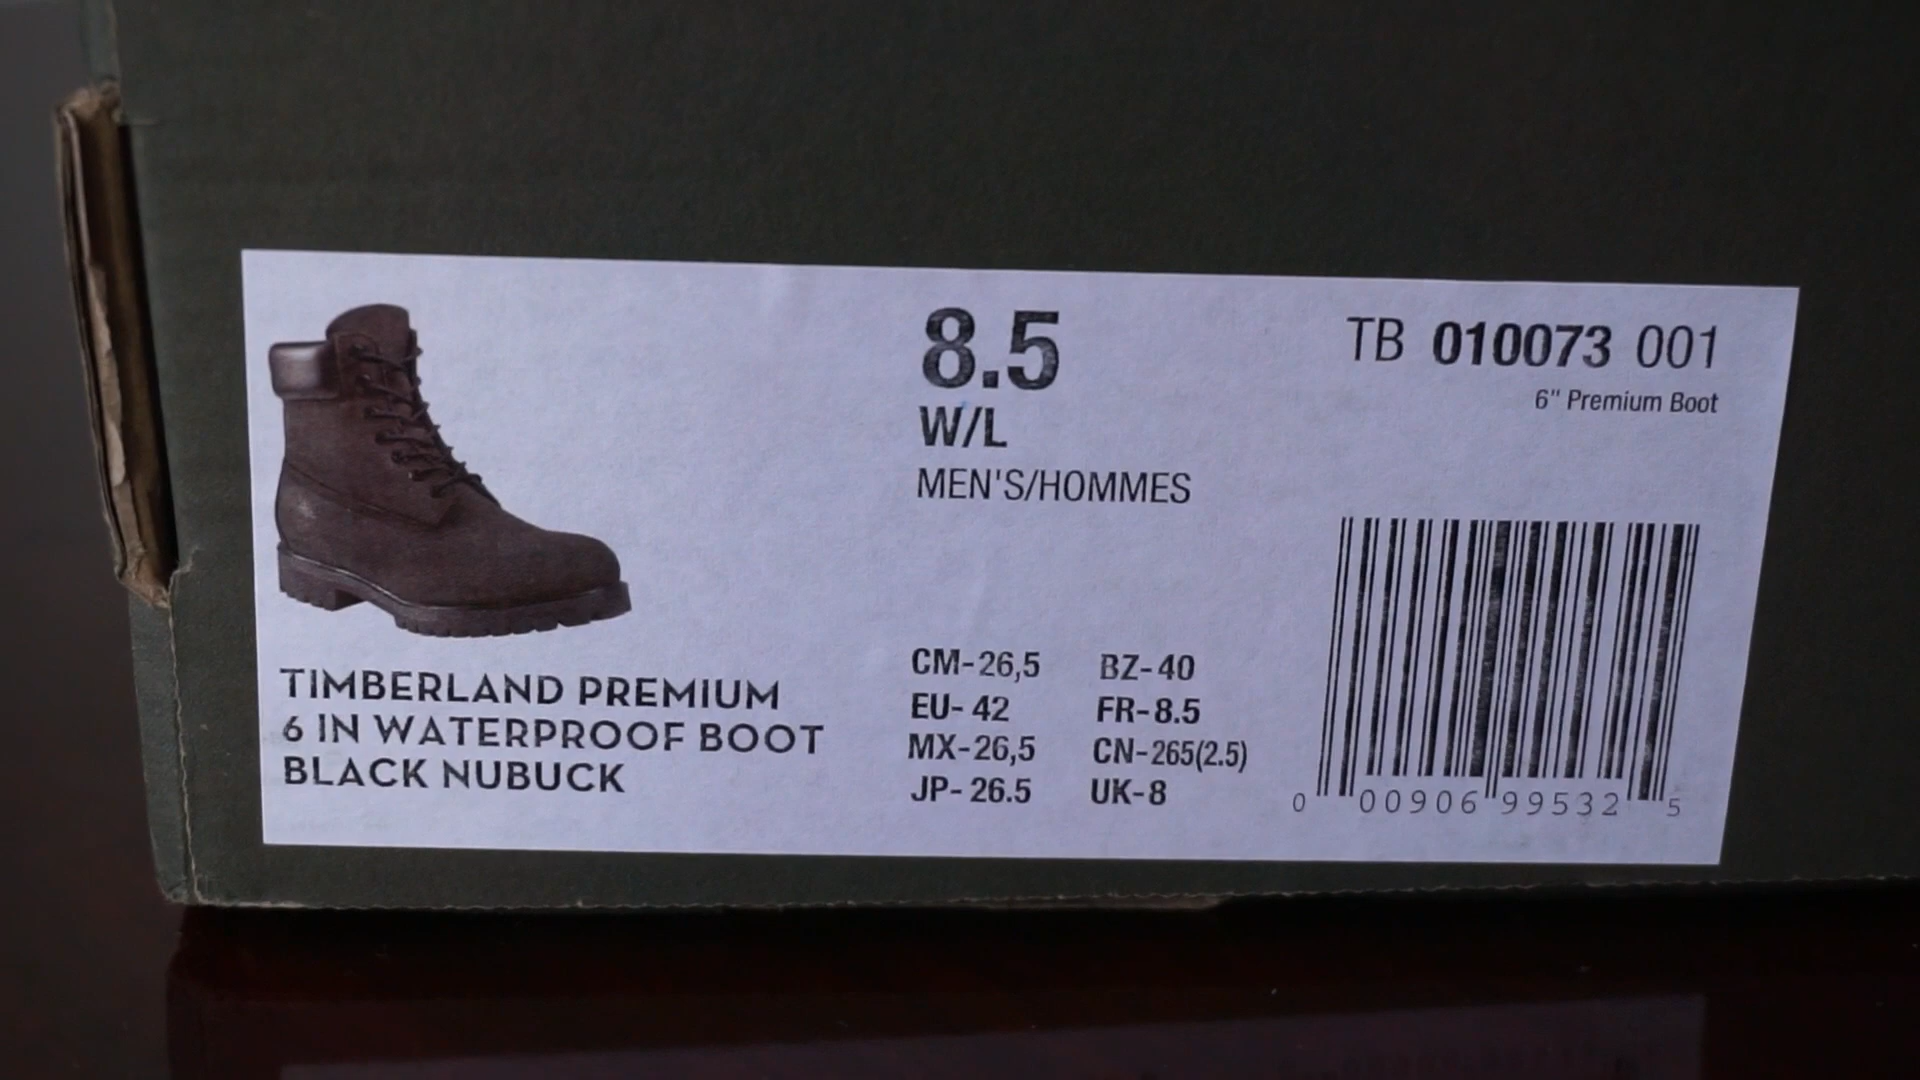 8.5
W/L
MEN'S/HOMMES
TB 010073 001
6" Premium Boot
TIMBERLAND PREMIUM
6 IN WATERPROOF BOOT
BLACK NUBUCK
CM-26,5 BZ-40
EU-42 FR-8.5
MX-26,5 CN-265(2.5)
JP-26.5 UK-8
0 00906 99532 5